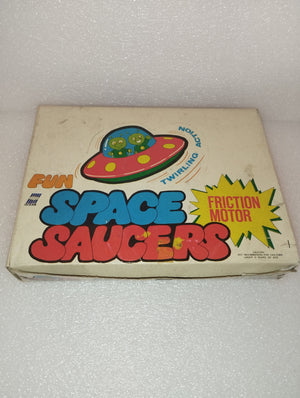 TWIRLING ACTION
FUN
SPACE
SAUCERS
FRICTION
MOTOR